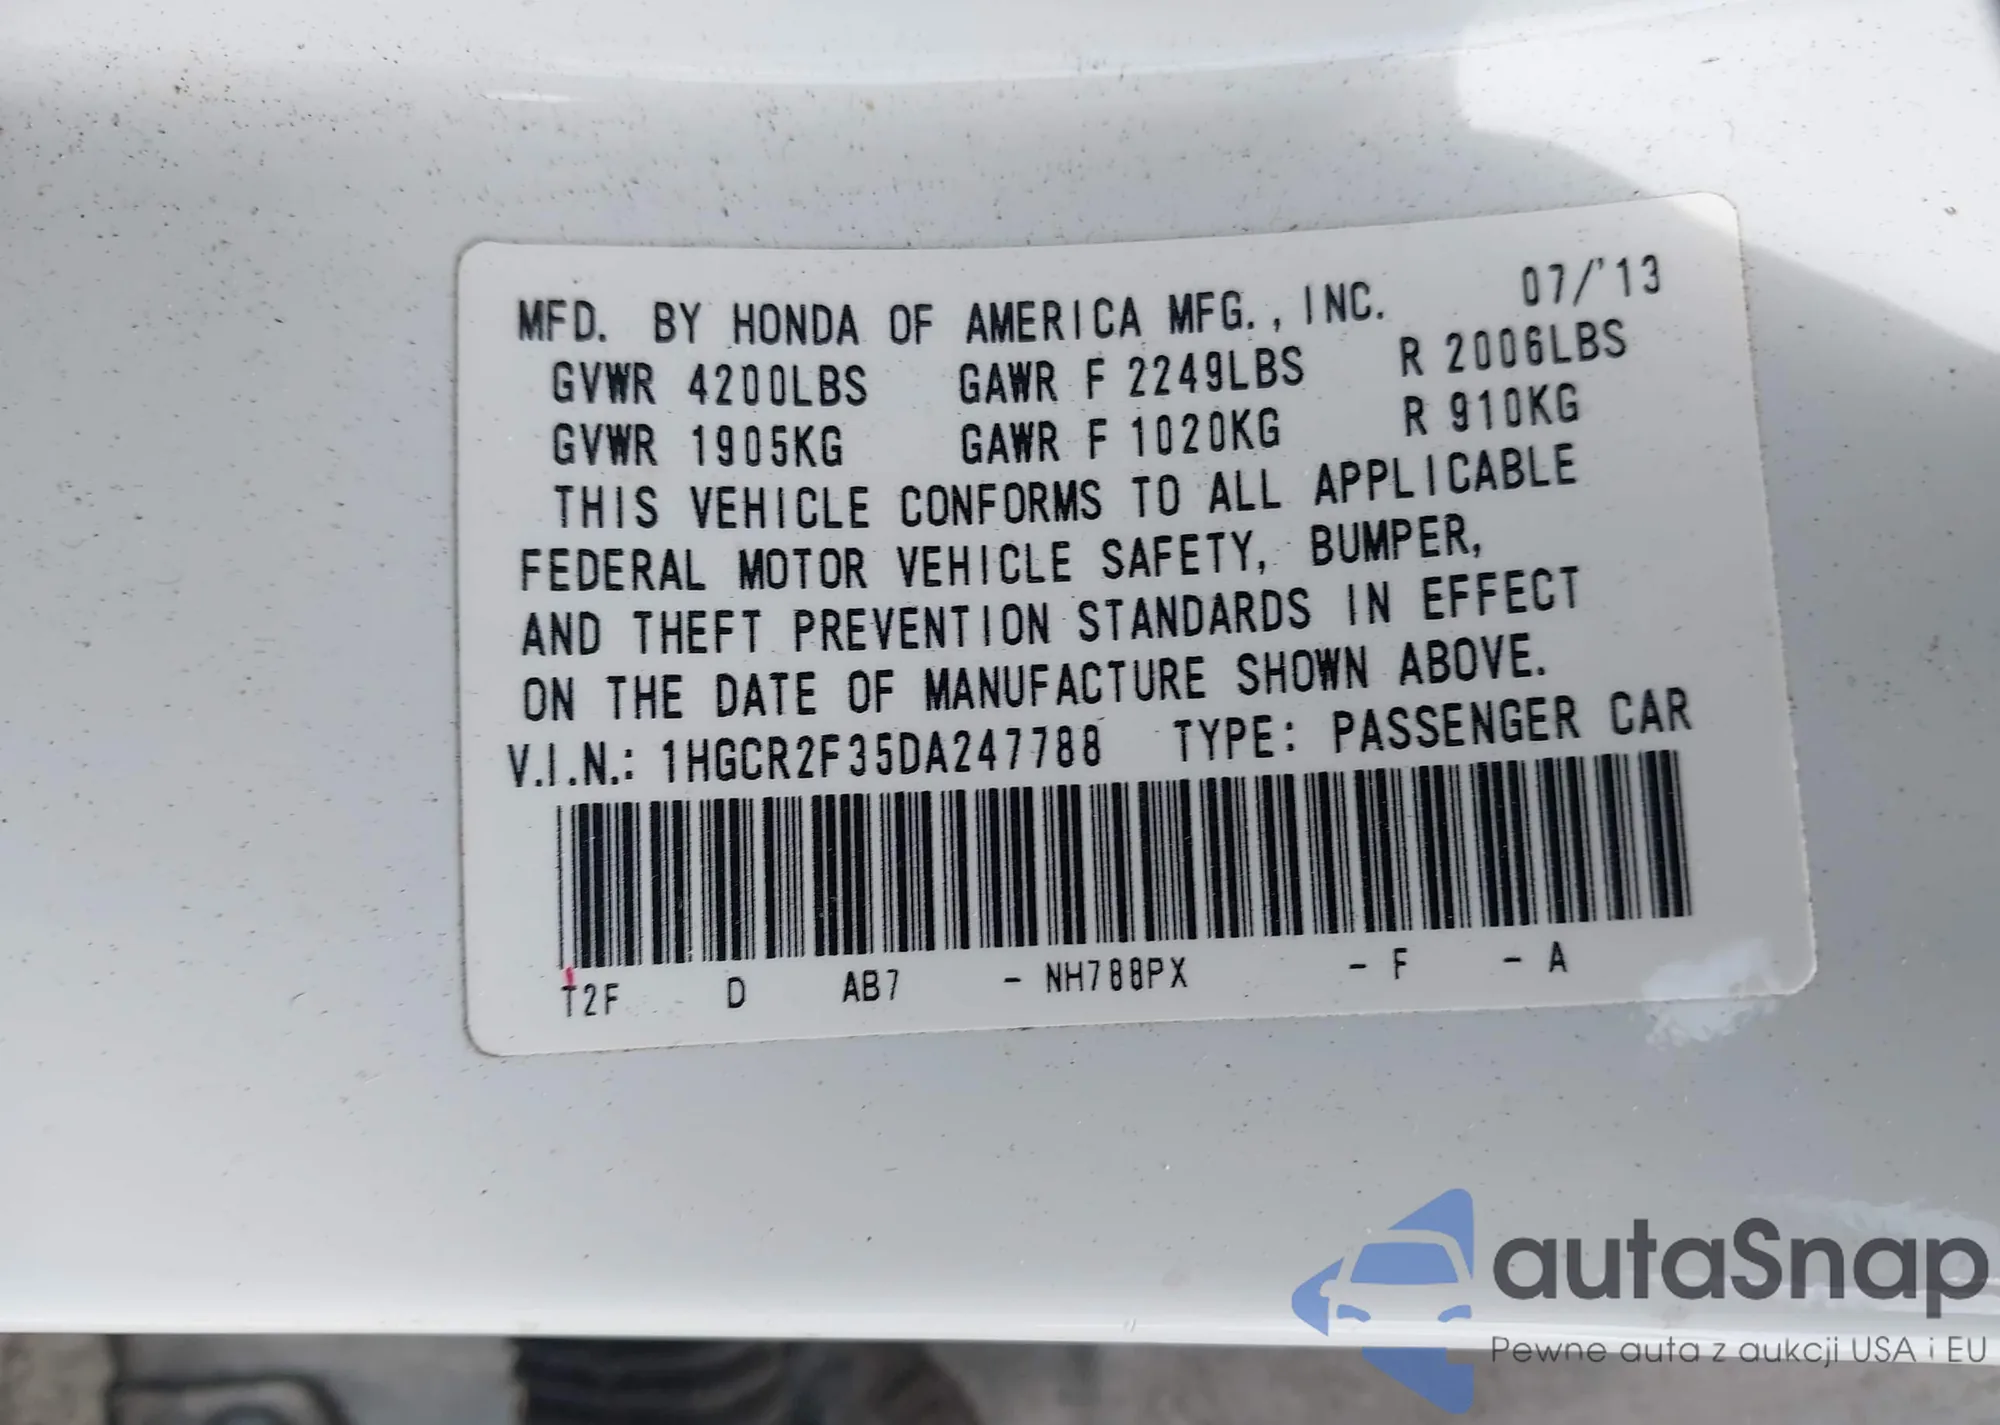 MFD. BY HONDA OF AMERICA MFG., INC. 07/'13
GVWR 4200LBS GAWR F 2249LBS R 2006LBS
GVWR 1905KG GAWR F 1020KG R 910KG
THIS VEHICLE CONFORMS TO ALL APPLICABLE
FEDERAL MOTOR VEHICLE SAFETY, BUMPER,
AND THEFT PREVENTION STANDARDS IN EFFECT
ON THE DATE OF MANUFACTURE SHOWN ABOVE.
V.I.N.: 1HGCR2F35DA247788 TYPE: PASSENGER CAR
T2F D AB7 - NH788PX - F - A
autaSnap
Pewne auta z aukcji USA i EU